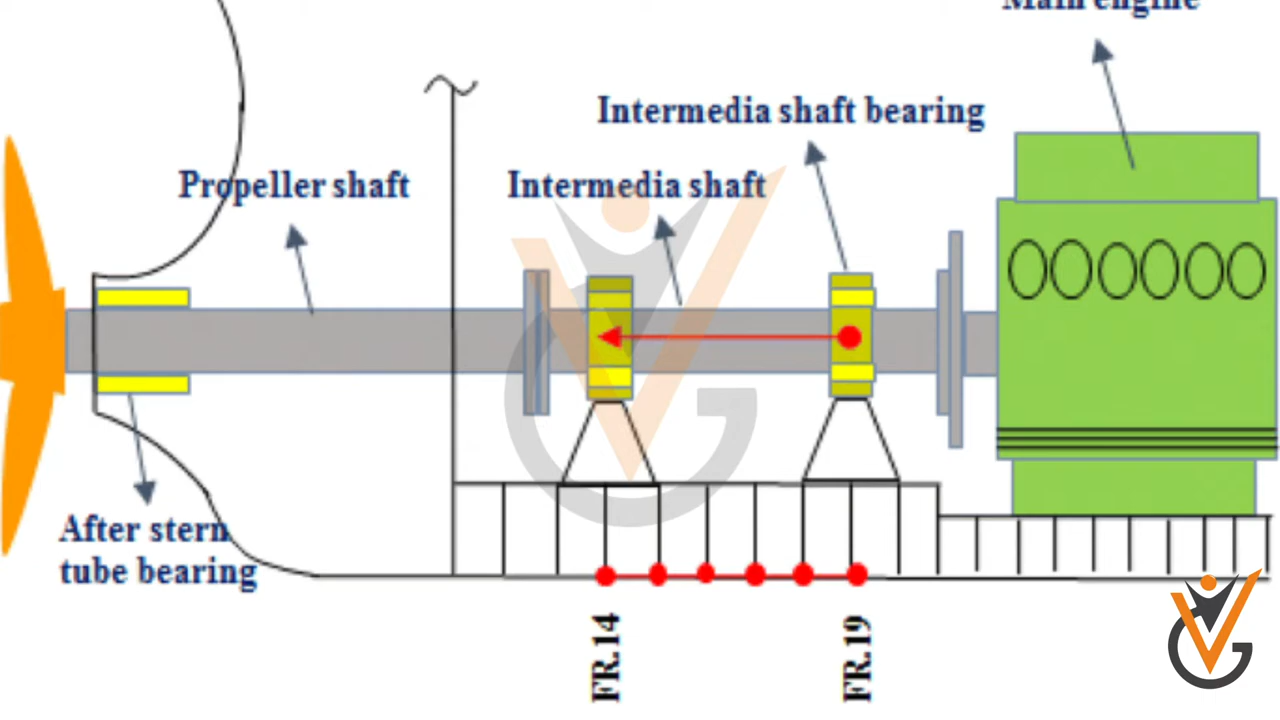 Main engine
Intermedia shaft bearing
Propeller shaft
Intermedia shaft
After stern
tube bearing
FR.14
FR.19